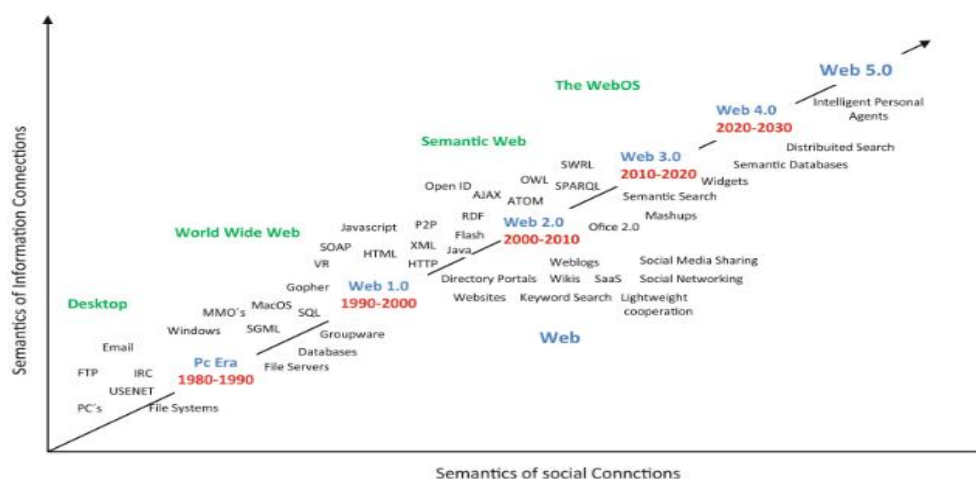 Web 5.0
The WebOS
Intelligent Personal
Agents
Web 4.0
2020-2030
Semantic Web
Distribuited Search
SWRL
Web 3.0
2010-2020
Semantic Databases
OWL
Open ID
SPARQL
Widgets
AJAX
ATOM
Semantic Search
RDF
Mashups
Javascript
P2P
Web 2.0
2000-2010
Ofice 2.0
World Wide Web
Flash
SOAP
XML
HTML
Java
VR
HTTP
Weblogs
Social Media Sharing
Directory Portals
Wikis
SaaS
Social Networking
Gopher
Web 1.0
1990-2000
Websites
Keyword Search
Lightweight
cooperation
Desktop
MacOS
MMO´s
SQL
Windows
SGML
Groupware
Web
Email
Databases
Pc Era
1980-1990
File Servers
FTP
IRC
USENET
PC´s
File Systems
Semantics of Information Connections
Semantics of social Connctions